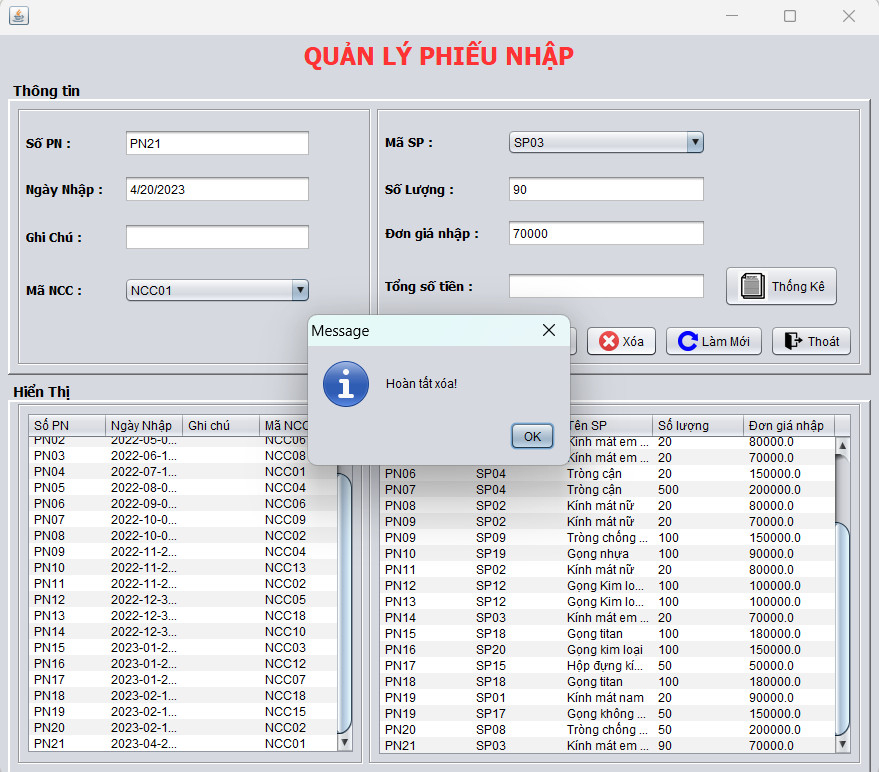 QUẢN LÝ PHIẾU NHẬP
Thông tin
Số PN : PN21
Ngày Nhập : 4/20/2023
Ghi Chú :
Mã NCC : NCC01
Mã SP : SP03
Số Lượng : 90
Đơn giá nhập : 70000
Tổng số tiền :
Thống Kê
Xóa Làm Mới Thoát
Message
Hoàn tất xóa!
OK
Hiển Thị
Số PN Ngày Nhập Ghi chú Mã NCC
PN02 2022-05-0... NCC06
PN03 2022-06-1... NCC08
PN04 2022-07-1... NCC01
PN05 2022-08-0... NCC04
PN06 2022-09-0... NCC06
PN07 2022-10-0... NCC09
PN08 2022-10-0... NCC02
PN09 2022-11-2... NCC04
PN10 2022-11-2... NCC13
PN11 2022-11-2... NCC02
PN12 2022-12-3... NCC05
PN13 2022-12-3... NCC18
PN14 2022-12-3... NCC10
PN15 2023-01-2... NCC03
PN16 2023-01-2... NCC12
PN17 2023-01-2... NCC07
PN18 2023-02-1... NCC18
PN19 2023-02-1... NCC15
PN20 2023-02-1... NCC02
PN21 2023-04-2... NCC01
Tên SP Số lượng Đơn giá nhập
Kính mát em ... 20 80000.0
Kính mát em ... 20 70000.0
PN06 SP04 Tròng cận 20 150000.0
PN07 SP04 Tròng cận 500 200000.0
PN08 SP02 Kính mát nữ 20 80000.0
PN09 SP02 Kính mát nữ 20 70000.0
PN09 SP09 Tròng chống ... 100 150000.0
PN10 SP19 Gọng nhựa 100 90000.0
PN11 SP02 Kính mát nữ 20 80000.0
PN12 SP12 Gọng Kim lo... 100 100000.0
PN13 SP12 Gọng Kim lo... 100 100000.0
PN14 SP03 Kính mát em ... 20 70000.0
PN15 SP18 Gọng titan 100 180000.0
PN16 SP20 Gọng kim loại 100 150000.0
PN17 SP15 Hộp đựng kí... 50 50000.0
PN18 SP18 Gọng titan 100 180000.0
PN19 SP01 Kính mát nam 20 90000.0
PN19 SP17 Gọng không ... 50 150000.0
PN20 SP08 Tròng chống ... 50 200000.0
PN21 SP03 Kính mát em ... 90 70000.0